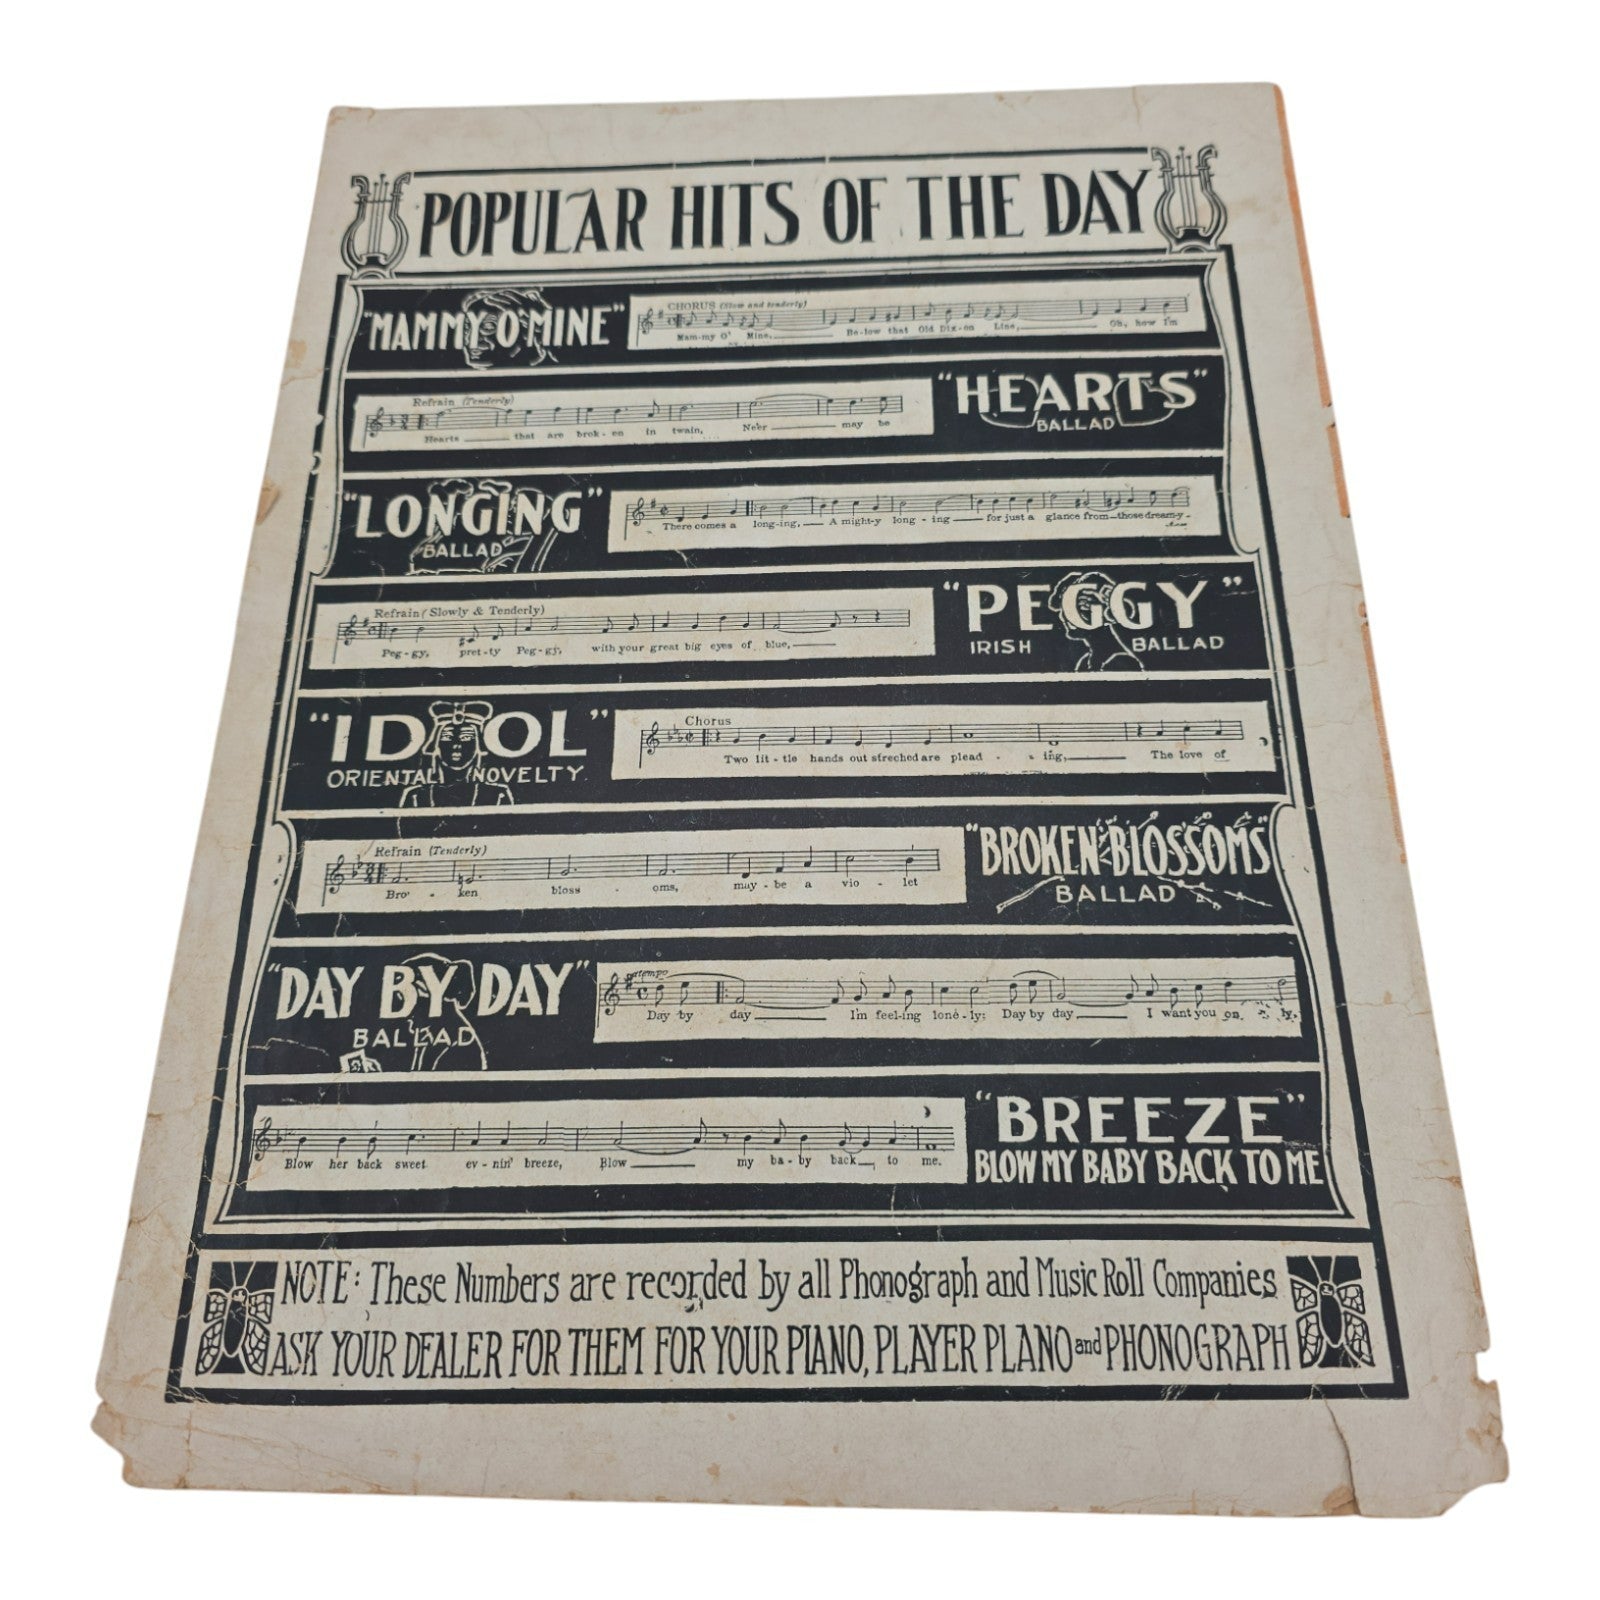 POPULAR HITS OF THE DAY
"MAMMY O' MINE"
CHORUS (Slow and tenderly)
Mam-my O' Mine, Be-low that Old Dix-on Line, Oh, how I'm
Refrain (Tenderly)
Hearts that are brok-en in twain, Ne'er may be
"HEARTS"
BALLAD
"LONGING"
BALLAD
There comes a long-ing, A might-y long-ing for just a glance from those dream-y
"PEGGY"
IRISH BALLAD
Refrain (Slowly & Tenderly)
Peg-gy, pret-ty Peg-gy, with your great big eyes of blue,
"IDOL"
ORIENTAL NOVELTY
Chorus
Two lit-tle hands out streched are plead - ing, The love of
Refrain (Tenderly)
Bro - ken bloss - oms, may-be a vio - let
"BROKEN BLOSSOMS"
BALLAD
"DAY BY DAY"
BALLAD
a tempo
Day by day I'm feel-ing lone-ly; Day by day I want you on ly,
Blow her back sweet ev-nin' breeze, Blow my ba-by back to me.
"BREEZE"
BLOW MY BABY BACK TO ME
NOTE: These Numbers are recorded by all Phonograph and Music Roll Companies
ASK YOUR DEALER FOR THEM FOR YOUR PIANO, PLAYER PLANO and PHONOGRAPH